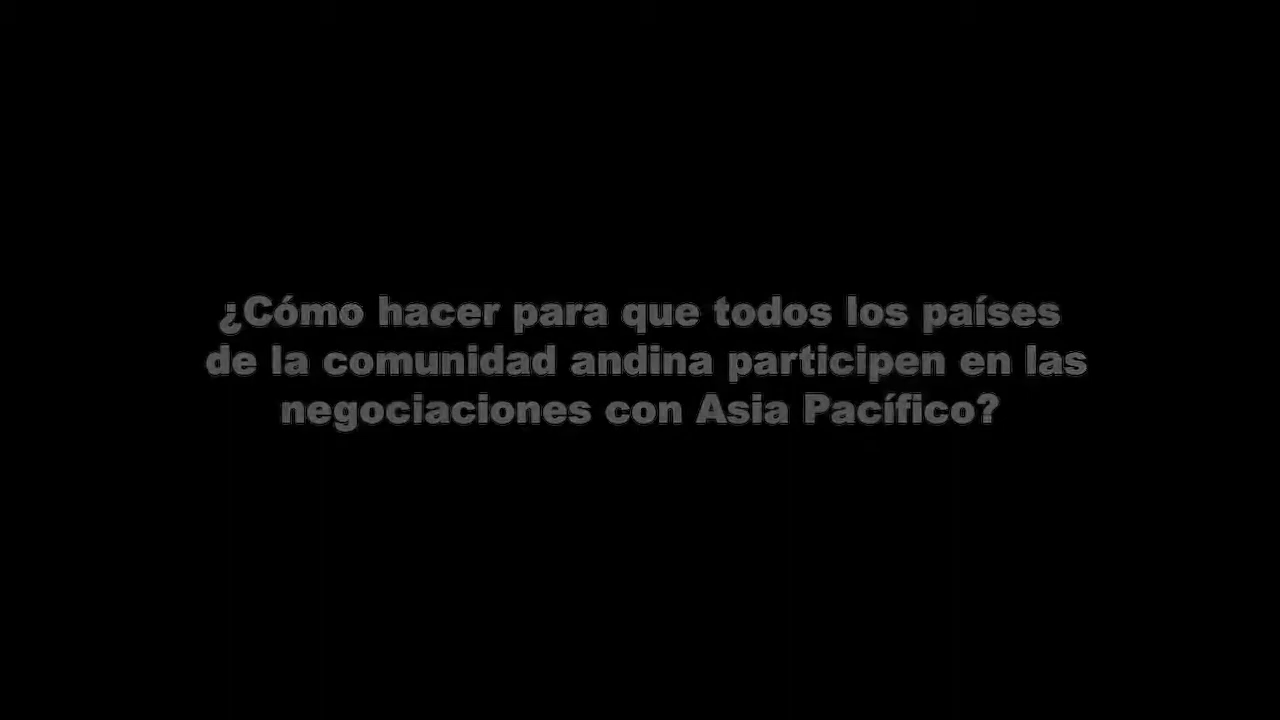 ¿Cómo hacer para que todos los países
de la comunidad andina participen en las
negociaciones con Asia Pacífico?